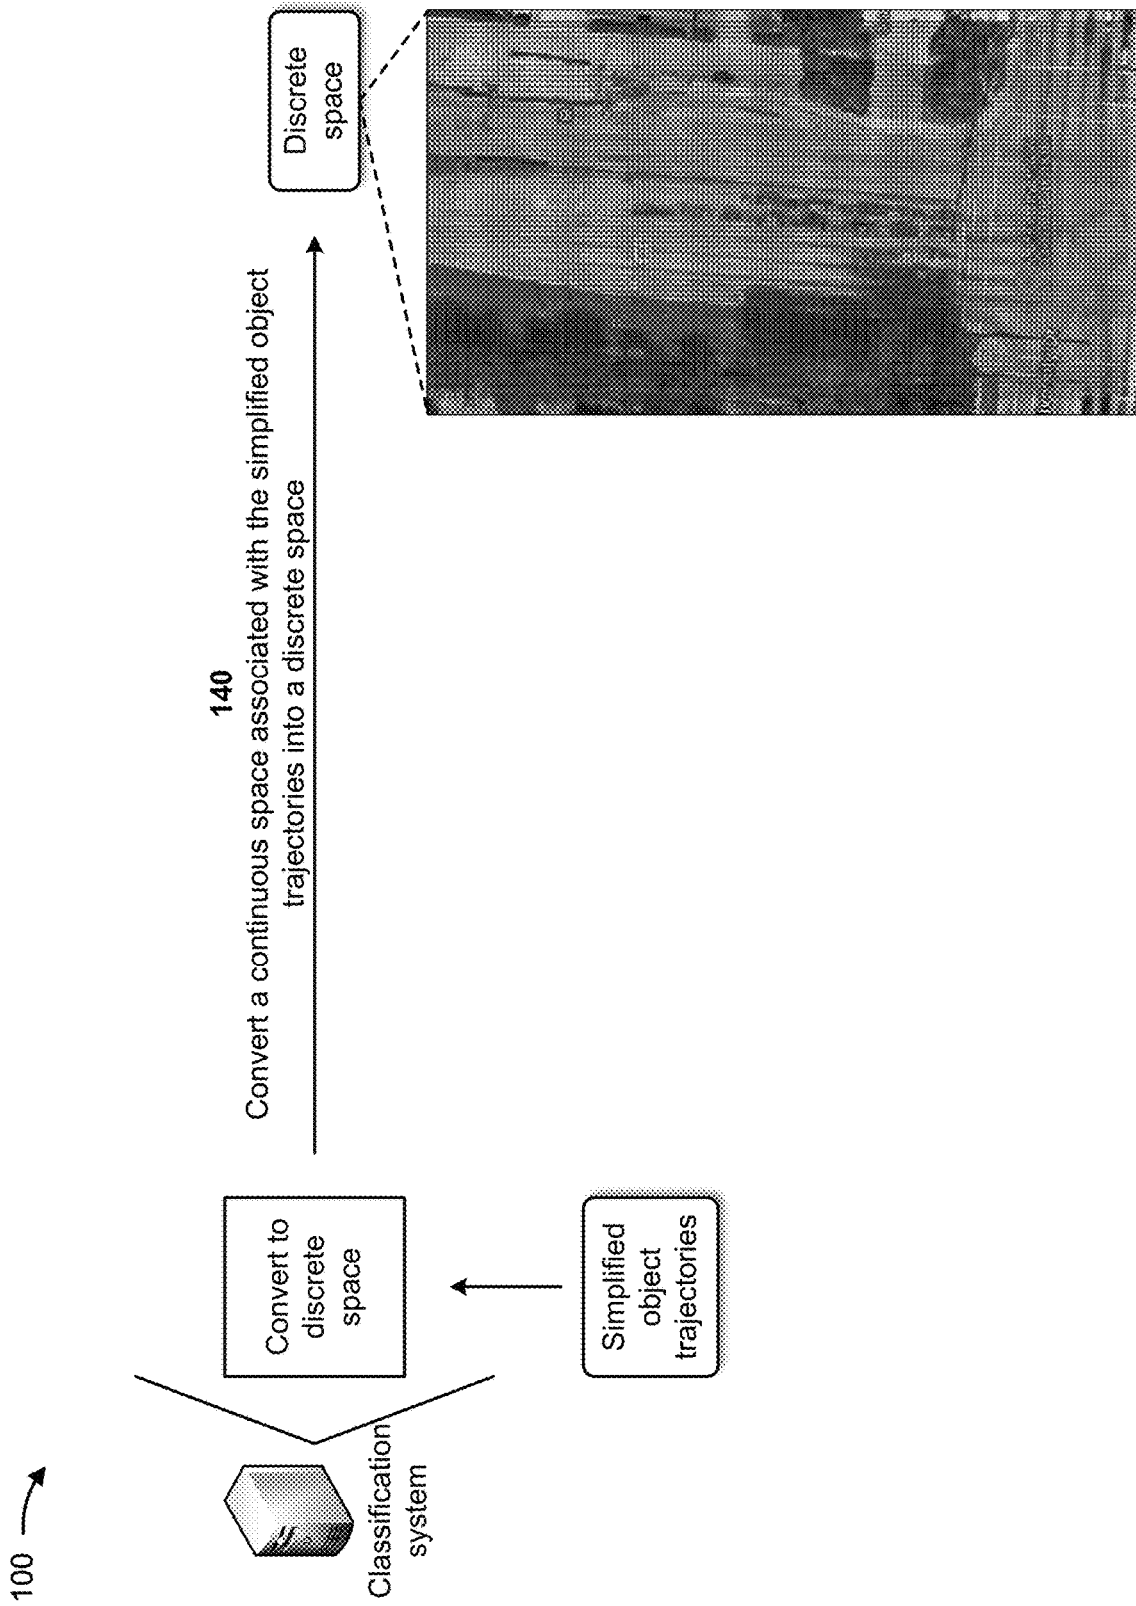 100
Classification
system
Convert to
discrete
space
Simplified
object
trajectories
140
Convert a continuous space associated with the simplified object
trajectories into a discrete space
Discrete
space